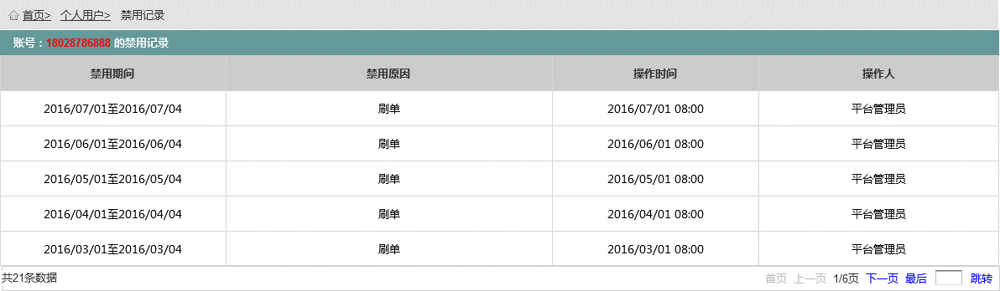 首页> 个人用户> 禁用记录
账号：18028786888 的禁用记录
禁用期间 禁用原因 操作时间 操作人
2016/07/01至2016/07/04 刷单 2016/07/01 08:00 平台管理员
2016/06/01至2016/06/04 刷单 2016/06/01 08:00 平台管理员
2016/05/01至2016/05/04 刷单 2016/05/01 08:00 平台管理员
2016/04/01至2016/04/04 刷单 2016/04/01 08:00 平台管理员
2016/03/01至2016/03/04 刷单 2016/03/01 08:00 平台管理员
共21条数据 首页 上一页 1/6页 下一页 最后 跳转